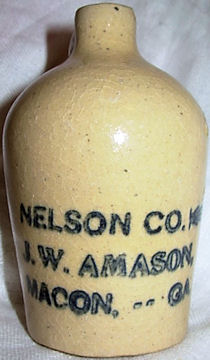 NELSON CO.
J.W. AMASON,
MACON, -- GA